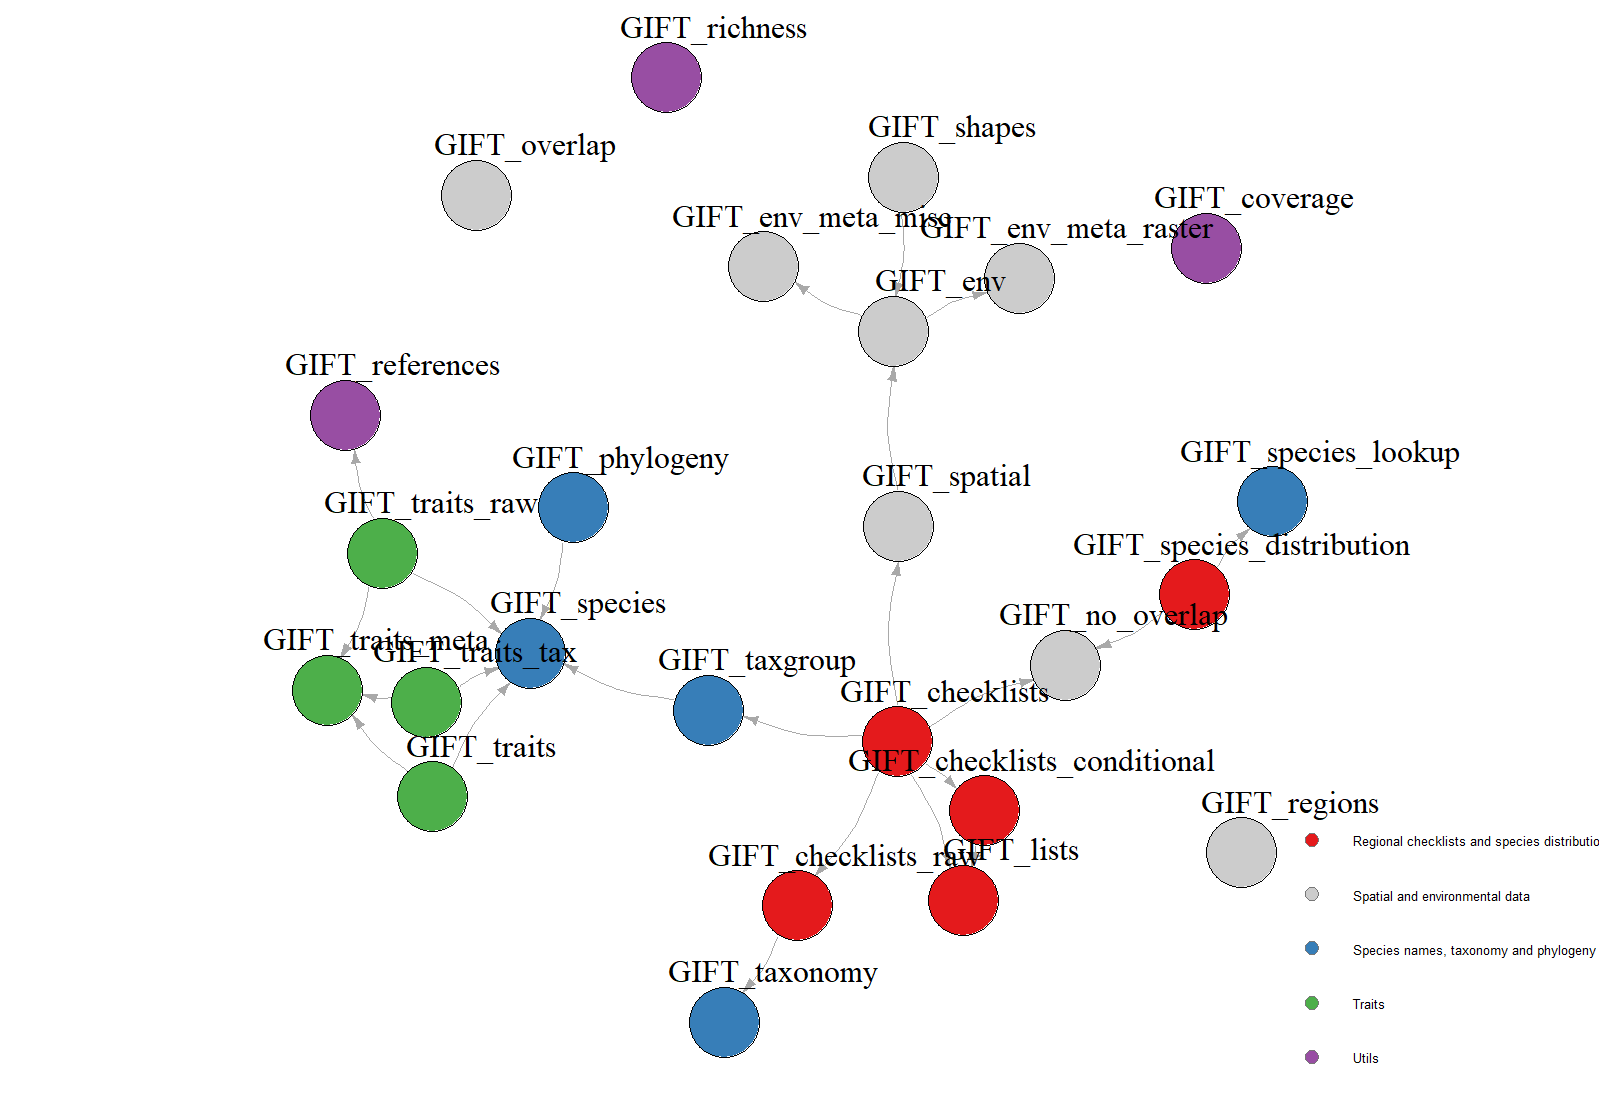 GIFT_richness
GIFT_shapes
GIFT_overlap
GIFT_coverage
GIFT_env_meta_misc
GIFT_env_meta_raster
GIFT_env
GIFT_references
GIFT_species_lookup
GIFT_phylogeny
GIFT_spatial
GIFT_traits_raw
GIFT_species_distribution
GIFT_species
GIFT_no_overlap
GIFT_traits_meta
GIFT_traits_tax
GIFT_taxgroup
GIFT_checklists
GIFT_traits
GIFT_checklists_conditional
GIFT_regions
Regional checklists and species distributio
GIFT_lists
GIFT_checklists_raw
Spatial and environmental data
Species names, taxonomy and phylogeny
GIFT_taxonomy
Traits
Utils